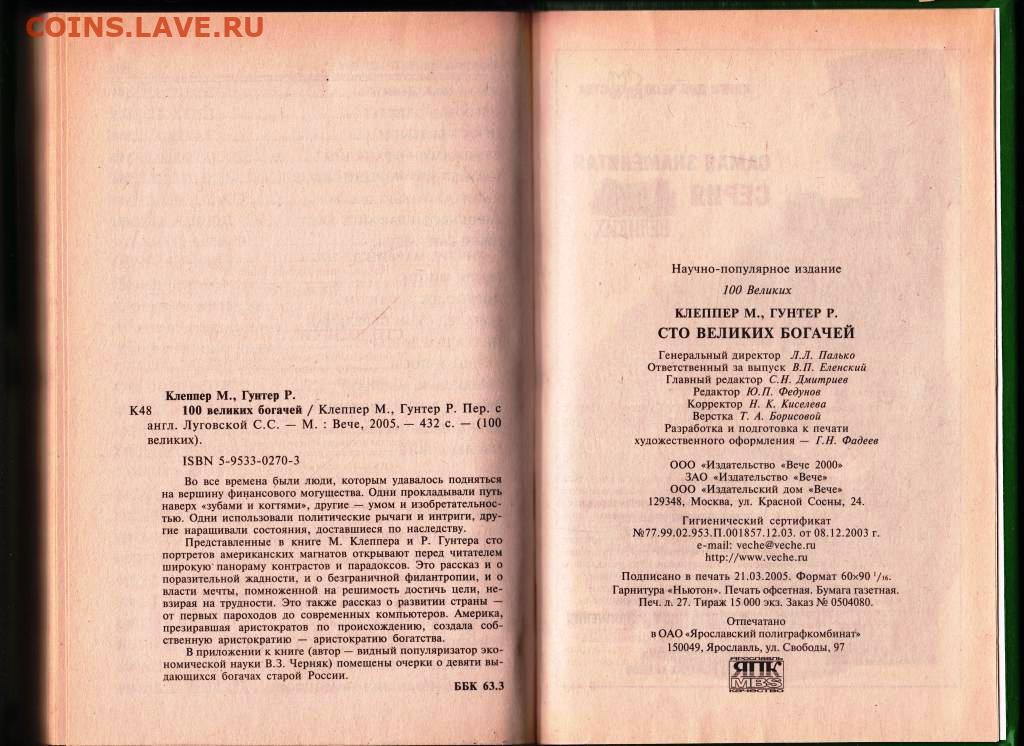 COINS.LAVE.RU
Клеппер М., Гунтер Р.
К48 100 великих богачей / Клеппер М., Гунтер Р. Пер. с
англ. Луговской С.С. — М. : Вече, 2005. — 432 с. — (100
великих).
ISBN 5-9533-0270-3
Во все времена были люди, которым удавалось подняться
на вершину финансового могущества. Одни прокладывали путь
наверх «зубами и когтями», другие — умом и изобретательнос-
тью. Одни использовали политические рычаги и интриги, дру-
гие наращивали состояния, доставшиеся по наследству.
Представленные в книге М. Клеппера и Р. Гунтера сто
портретов американских магнатов открывают перед читателем
широкую панораму контрастов и парадоксов. Это рассказ и о
поразительной жадности, и о безграничной филантропии, и о
власти мечты, помноженной на решимость достичь цели, не-
взирая на трудности. Это также рассказ о развитии страны —
от первых пароходов до современных компьютеров. Америка,
презиравшая аристократов по происхождению, создала соб-
ственную аристократию — аристократию богатства.
В приложении к книге (автор — видный популяризатор эко-
номической науки В.З. Черняк) помещены очерки о девяти вы-
дающихся богачах старой России.
ББК 63.3
Научно-популярное издание
100 Великих
КЛЕППЕР М., ГУНТЕР Р.
СТО ВЕЛИКИХ БОГАЧЕЙ
Генеральный директор Л.Л. Палько
Ответственный за выпуск В.П. Еленский
Главный редактор С.Н. Дмитриев
Редактор Ю.П. Федунов
Корректор Н. К. Киселева
Верстка Т. А. Борисовой
Разработка и подготовка к печати
художественного оформления — Г.Н. Фадеев
ООО «Издательство «Вече 2000»
ЗАО «Издательство «Вече»
ООО «Издательский дом «Вече»
129348, Москва, ул. Красной Сосны, 24.
Гигиенический сертификат
№77.99.02.953.П.001857.12.03. от 08.12.2003 г.
e-mail: veche@veche.ru
http://www.veche.ru
Подписано в печать 21.03.2005. Формат 60×90 1/16.
Гарнитура «Ньютон». Печать офсетная. Бумага газетная.
Печ. л. 27. Тираж 15 000 экз. Заказ № 0504080.
Отпечатано
в ОАО «Ярославский полиграфкомбинат»
150049, Ярославль, ул. Свободы, 97
ЯРОСЛАВЛЬ
ЯПК
MBS
КАЧЕСТВО